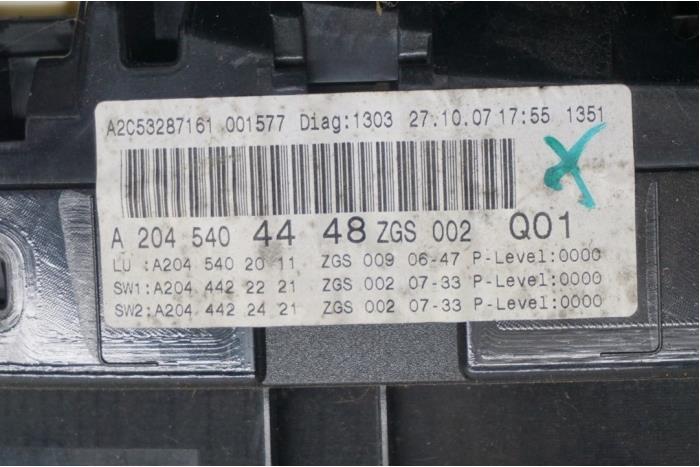 A2C53287161 001577 Diag:1303 27.10.07 17:55 1351
A 204 540 44 48 ZGS 002 Q01
LU :A204 540 20 11 ZGS 009 06-47 P-Level:0000
SW1:A204 442 22 21 ZGS 002 07-33 P-Level:0000
SW2:A204 442 24 21 ZGS 002 07-33 P-Level:0000